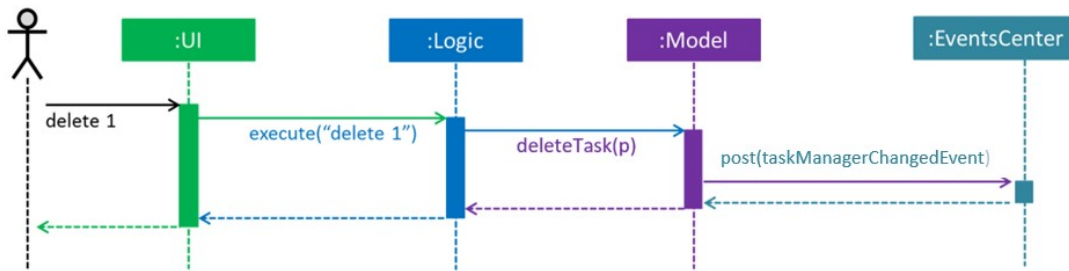 :UI
:Logic
:Model
:EventsCenter
delete 1
execute(“delete 1”)
deleteTask(p)
post(taskManagerChangedEvent)